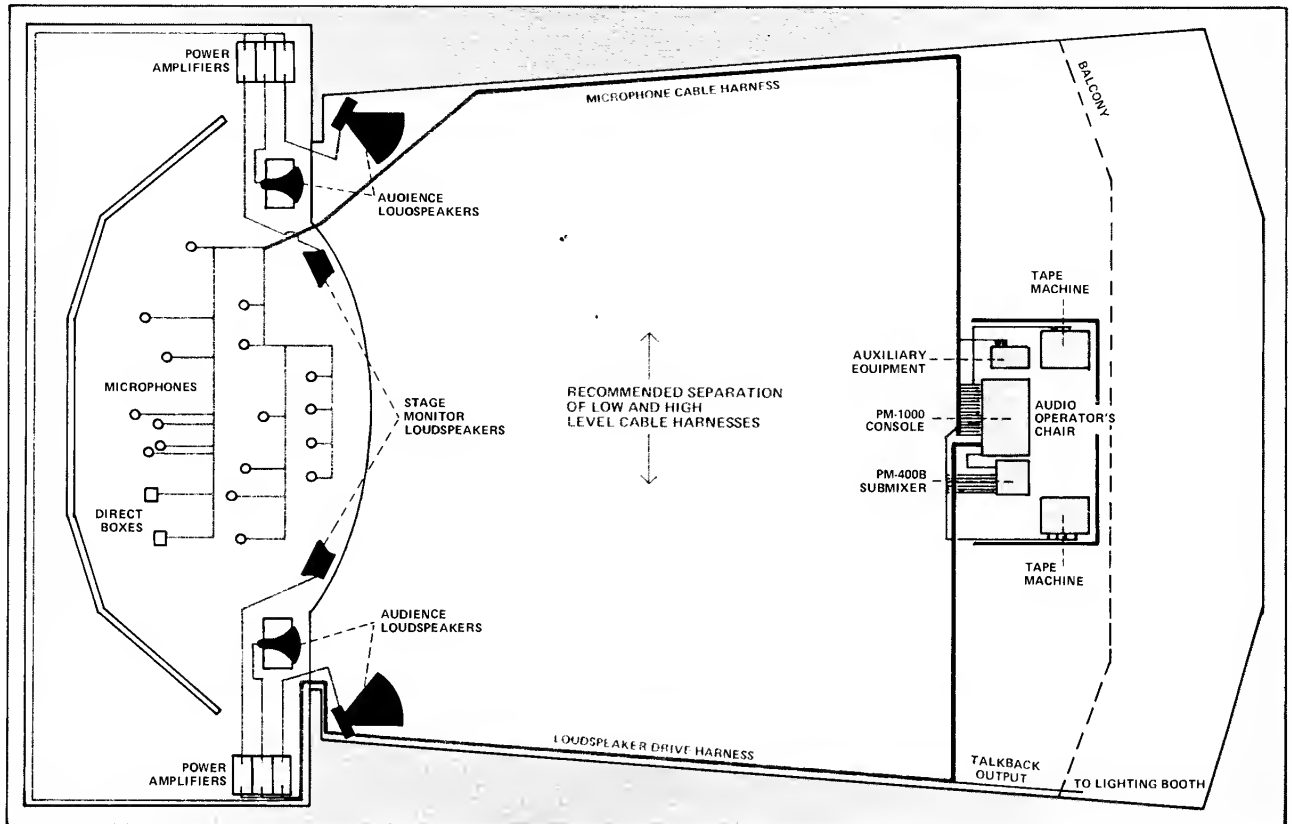 POWER
AMPLIFIERS
MICROPHONE CABLE HARNESS
BALCONY
AUOIENCE
LOUOSPEAKERS
TAPE
MACHINE
AUXILIARY
EQUIPMENT
MICROPHONES
STAGE
MONITOR
LOUDSPEAKERS
RECOMMENDED SEPARATION
OF LOW AND HIGH
LEVEL CABLE HARNESSES
PM-1000
CONSOLE
AUDIO
OPERATOR'S
CHAIR
PM-400B
SUBMIXER
DIRECT
BOXES
TAPE
MACHINE
AUDIENCE
LOUDSPEAKERS
LOUDSPEAKER DRIVE HARNESS
POWER
AMPLIFIERS
TALKBACK
OUTPUT
TO LIGHTING BOOTH